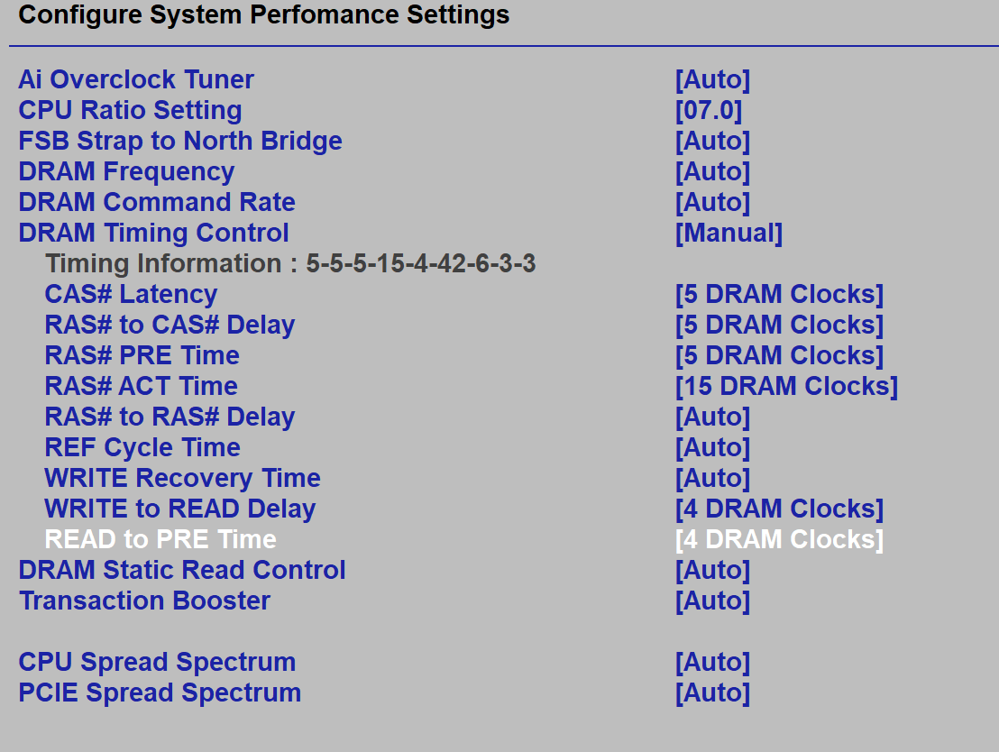 Configure System Perfomance Settings
Ai Overclock Tuner [Auto]
CPU Ratio Setting [07.0]
FSB Strap to North Bridge [Auto]
DRAM Frequency [Auto]
DRAM Command Rate [Auto]
DRAM Timing Control [Manual]
Timing Information : 5-5-5-15-4-42-6-3-3
CAS# Latency [5 DRAM Clocks]
RAS# to CAS# Delay [5 DRAM Clocks]
RAS# PRE Time [5 DRAM Clocks]
RAS# ACT Time [15 DRAM Clocks]
RAS# to RAS# Delay [Auto]
REF Cycle Time [Auto]
WRITE Recovery Time [Auto]
WRITE to READ Delay [4 DRAM Clocks]
READ to PRE Time [4 DRAM Clocks]
DRAM Static Read Control [Auto]
Transaction Booster [Auto]
CPU Spread Spectrum [Auto]
PCIE Spread Spectrum [Auto]